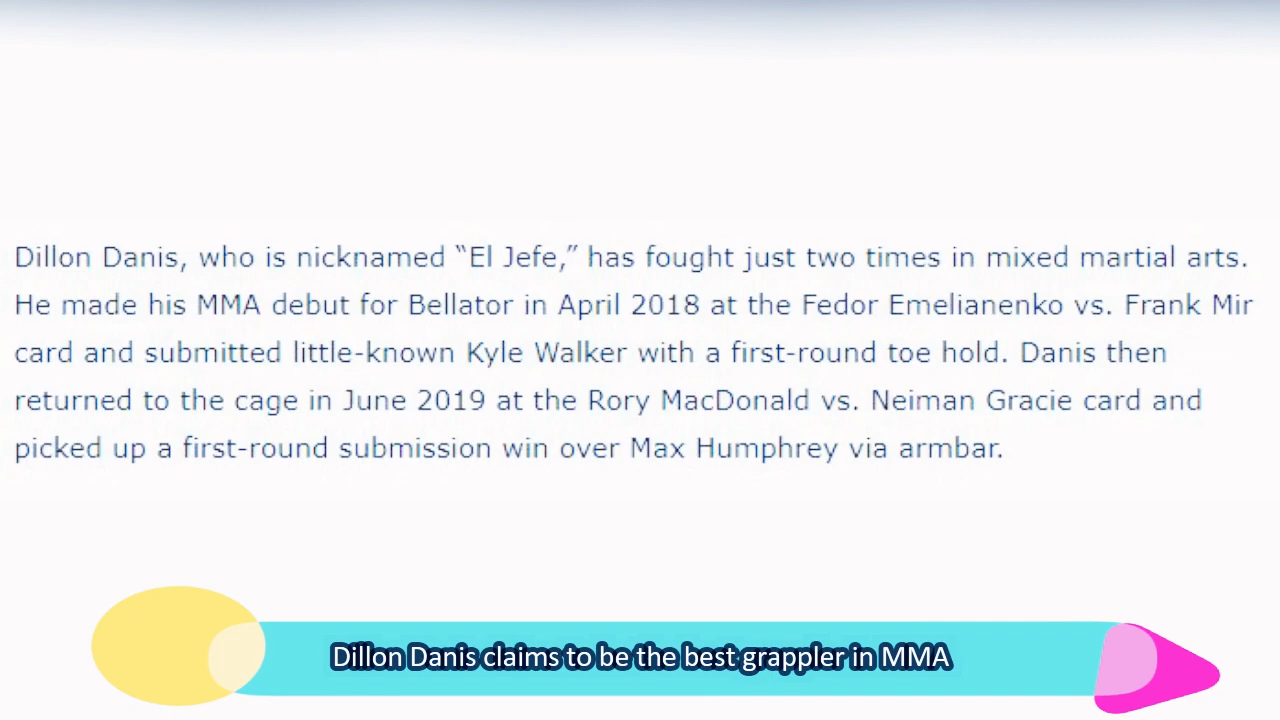 Dillon Danis, who is nicknamed “El Jefe,” has fought just two times in mixed martial arts.
He made his MMA debut for Bellator in April 2018 at the Fedor Emelianenko vs. Frank Mir
card and submitted little-known Kyle Walker with a first-round toe hold. Danis then
returned to the cage in June 2019 at the Rory MacDonald vs. Neiman Gracie card and
picked up a first-round submission win over Max Humphrey via armbar.
Dillon Danis claims to be the best grappler in MMA